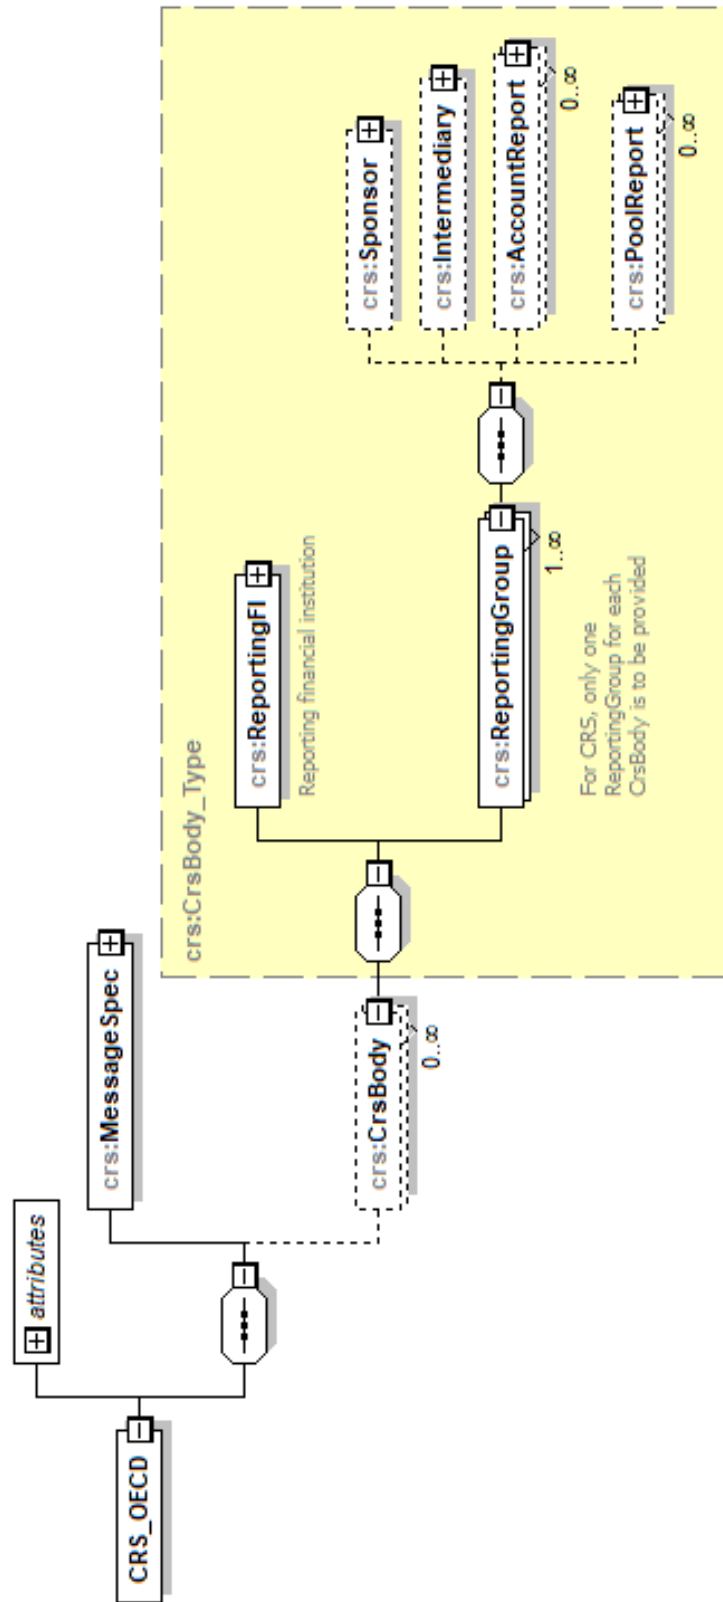 CRS_OECD
attributes
crs:MessageSpec
crs:CrsBody
0..∞
crs:CrsBody_Type
crs:ReportingFI
Reporting financial institution
crs:ReportingGroup
1..∞
For CRS, only one
ReportingGroup for each
CrsBody is to be provided
crs:Sponsor
crs:Intermediary
crs:AccountReport
0..∞
crs:PoolReport
0..∞